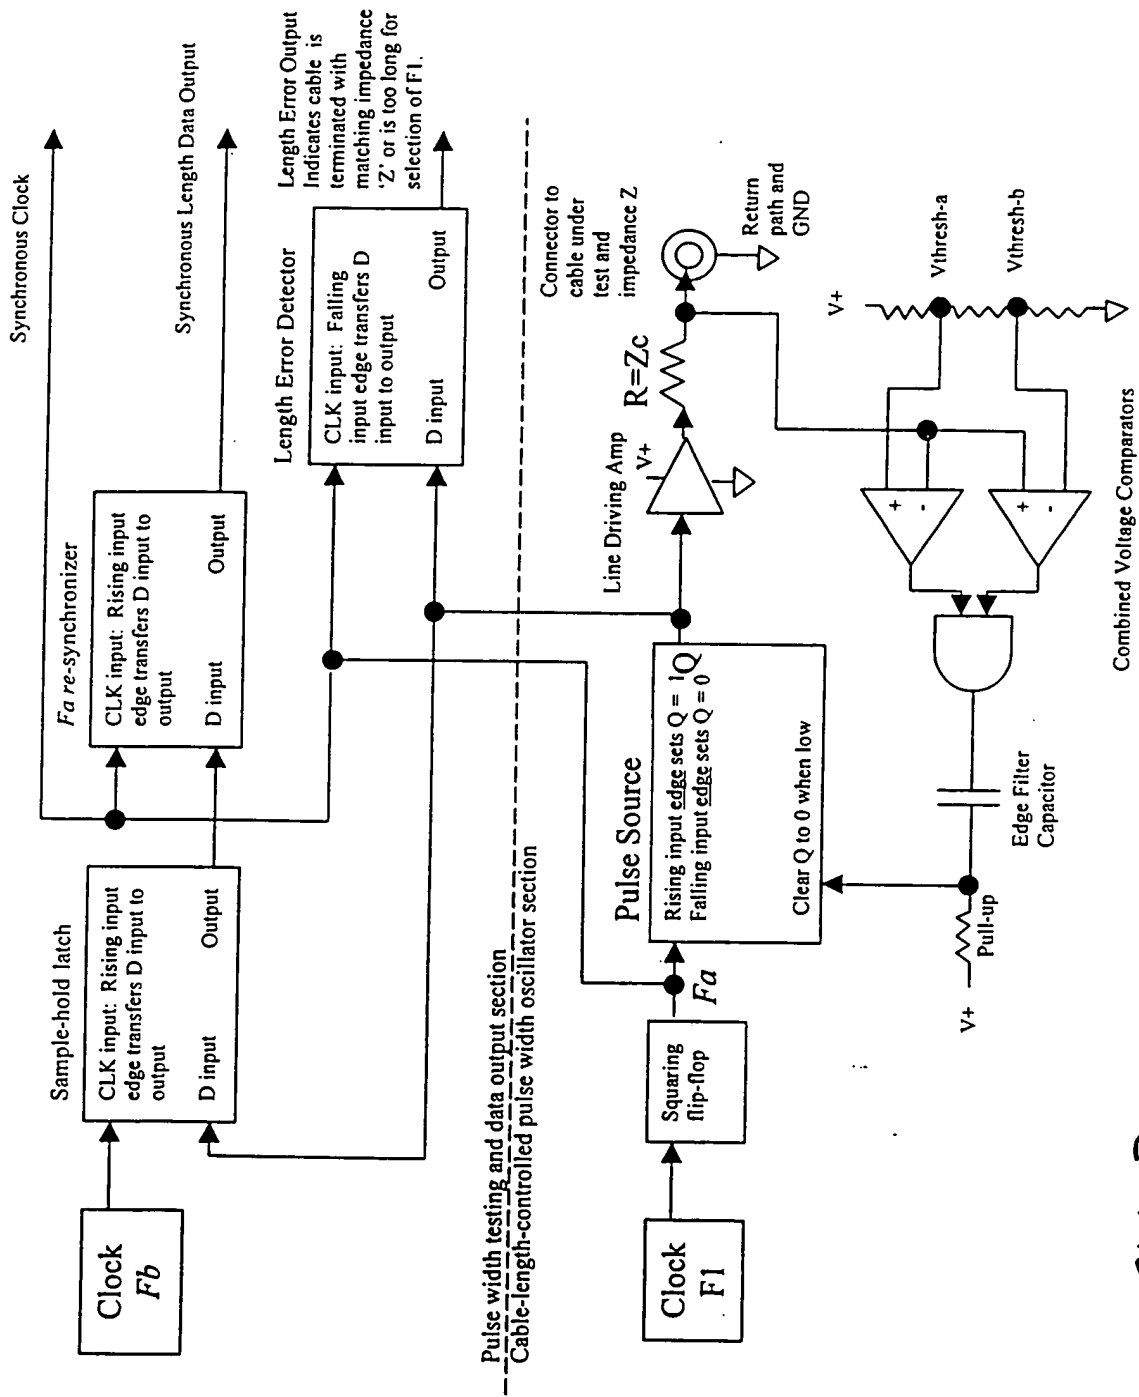 Synchronous Clock
Synchronous Length Data Output
Length Error Output
Indicates cable is
terminated with
matching impedance
'Z' or is too long for
selection of F1.
Fa re-synchronizer
CLK input: Rising input
edge transfers D input to
output
D input
Output
Length Error Detector
CLK input: Falling
input edge transfers D
input to output
D input
Output
Sample-hold latch
CLK input: Rising input
edge transfers D input to
output
D input
Output
Clock
Fb
Pulse width testing and data output section
Cable-length-controlled pulse width oscillator section
Clock
F1
Squaring
flip-flop
Fa
Pulse Source
Rising input edge sets Q = 1
Falling input edge sets Q = 0
Q
Clear Q to 0 when low
Line Driving Amp
V+
R=Zc
Connector to
cable under
test and
impedance Z
Return
path and
GND
V+
Vthresh-a
Vthresh-b
+
-
+
-
Combined Voltage Comparators
Edge Filter
Capacitor
Pull-up
V+